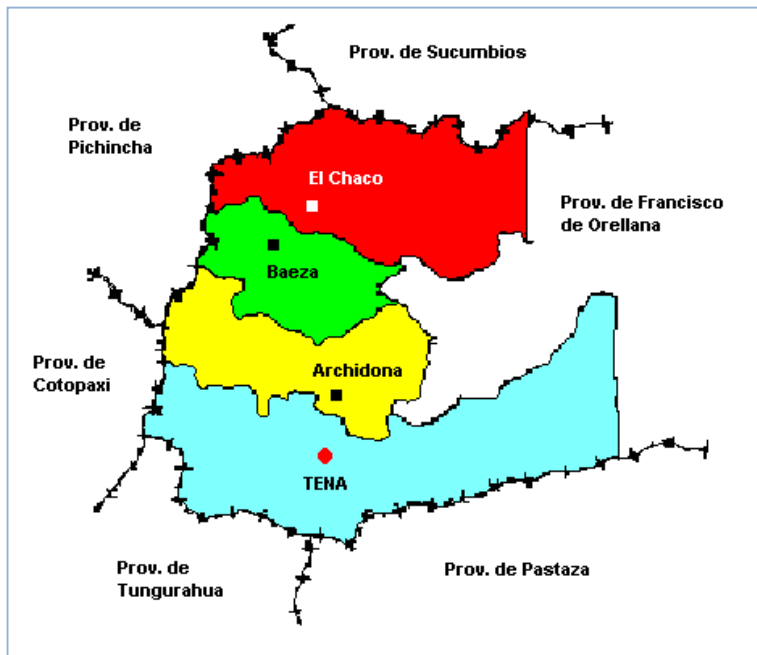 Prov. de Sucumbios
Prov. de
Pichincha
El Chaco
Prov. de Francisco
de Orellana
Baeza
Prov. de
Cotopaxi
Archidona
TENA
Prov. de
Tungurahua
Prov. de Pastaza